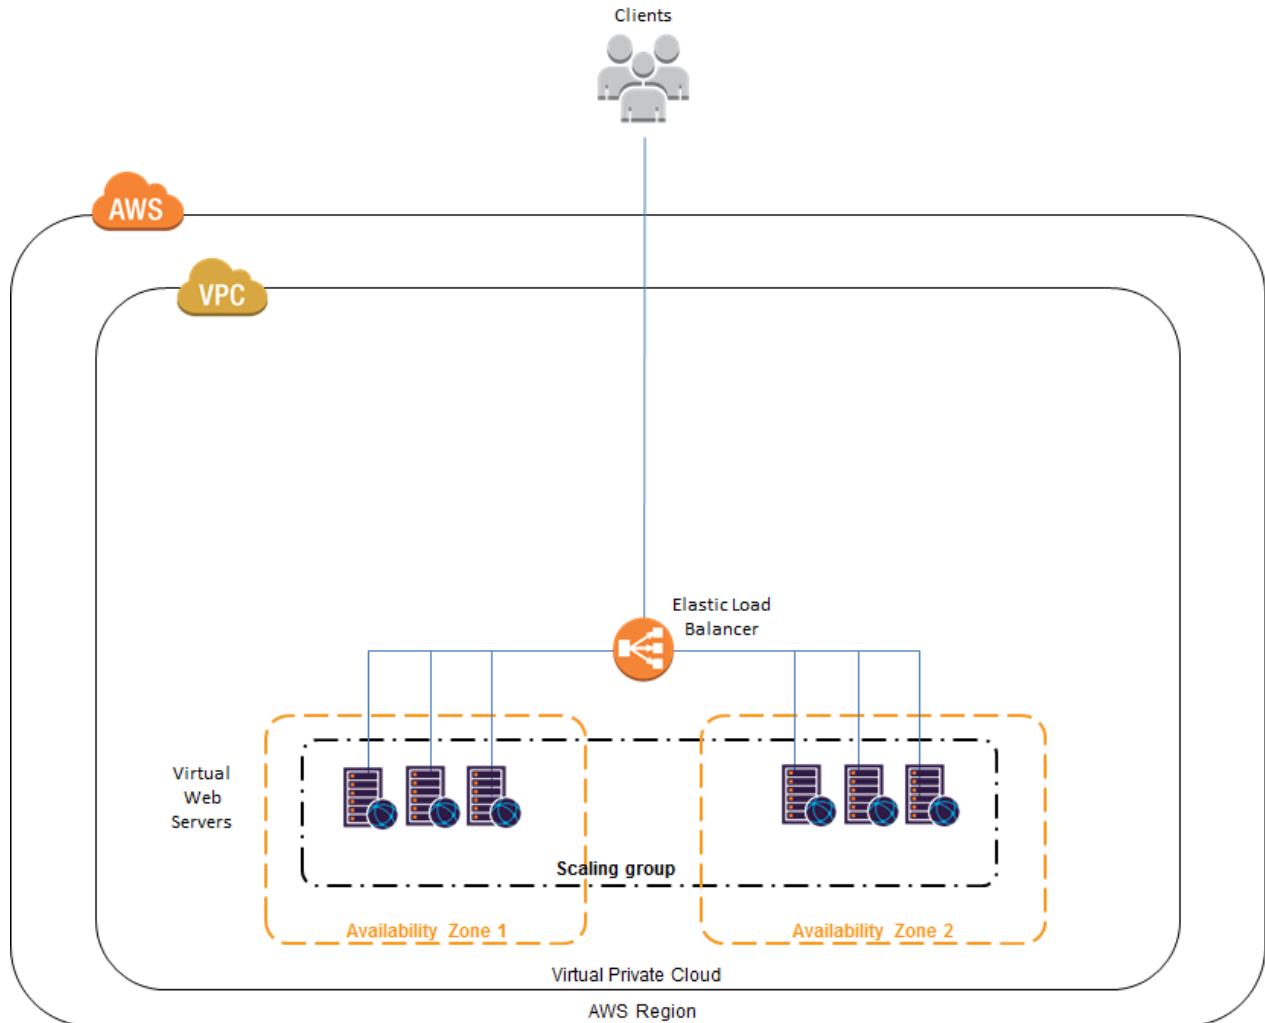 Clients
AWS
VPC
Elastic Load
Balancer
Virtual
Web
Servers
Scaling group
Availability Zone 1
Availability Zone 2
Virtual Private Cloud
AWS Region